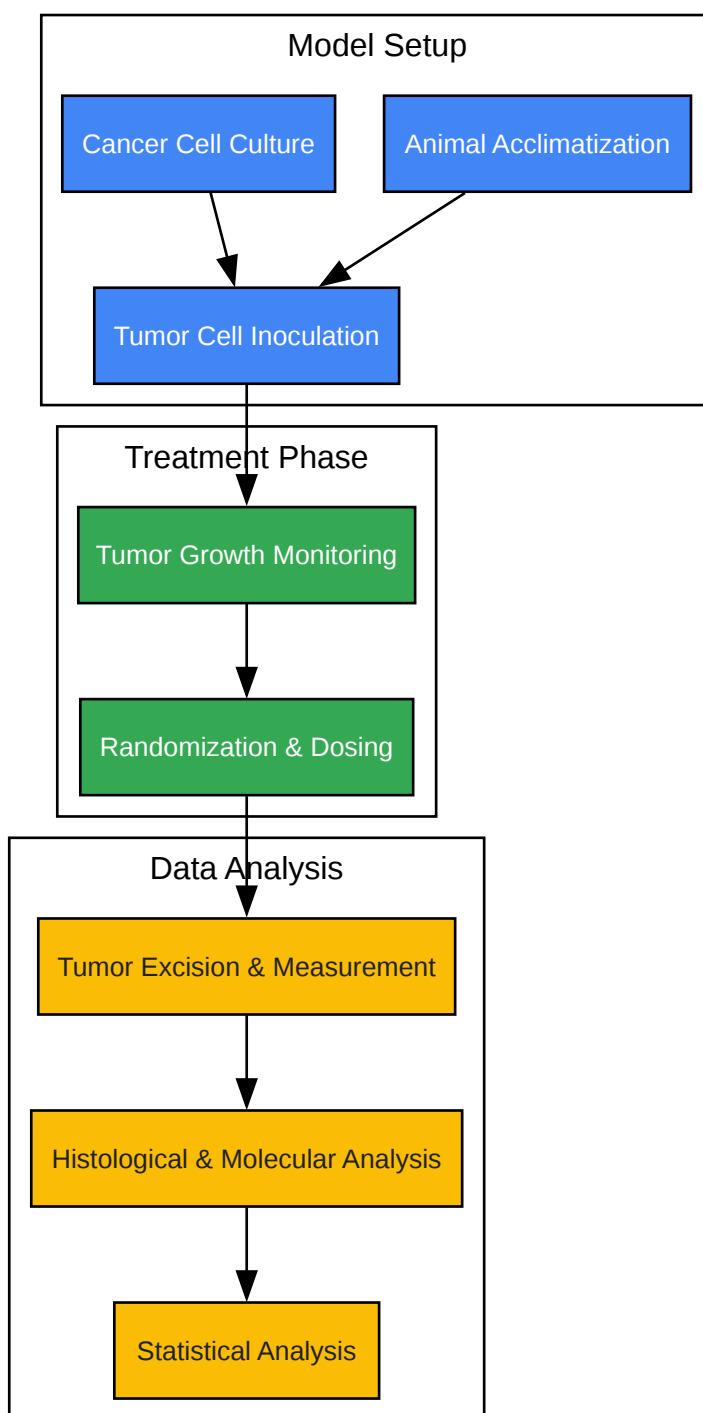 Model Setup
Cancer Cell Culture
Animal Acclimatization
Tumor Cell Inoculation
Treatment Phase
Tumor Growth Monitoring
Randomization & Dosing
Data Analysis
Tumor Excision & Measurement
Histological & Molecular Analysis
Statistical Analysis